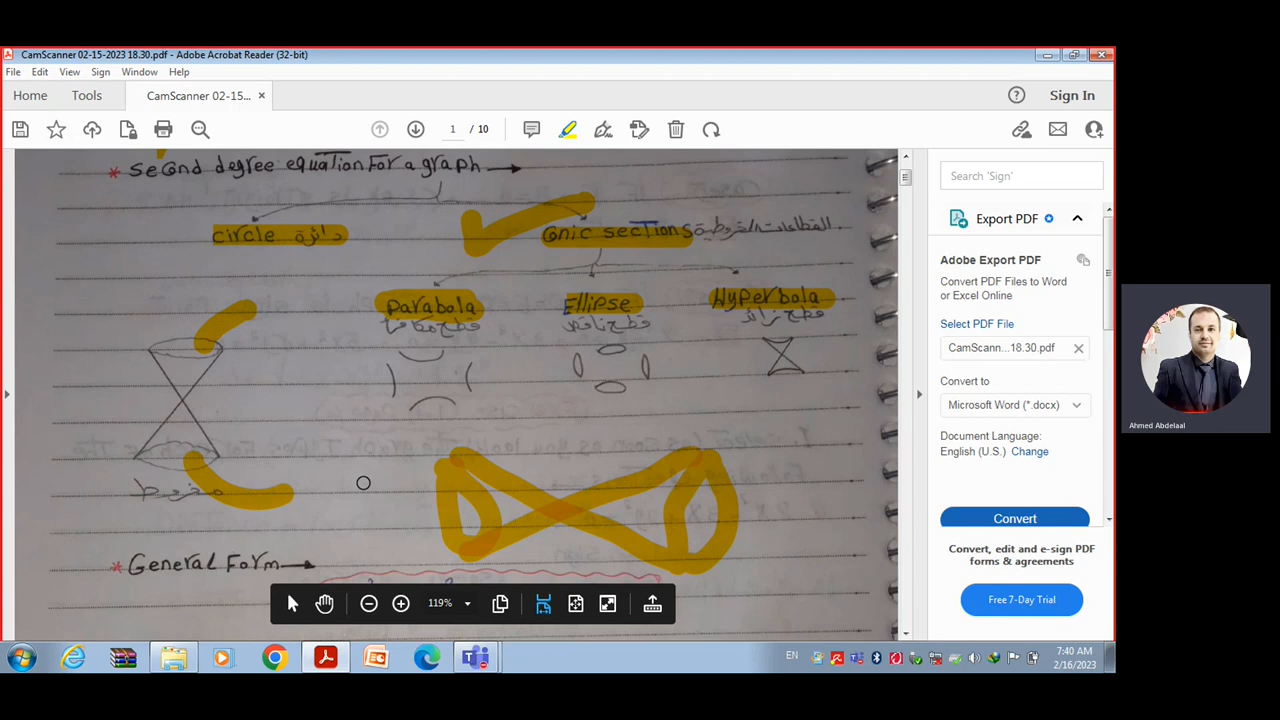 CamScanner 02-15-2023 18.30.pdf - Adobe Acrobat Reader (32-bit)
File Edit View Sign Window Help
Home Tools CamScanner 02-15... × Sign In
1 / 10
* Second degree equation For a graph →
circle دائرة
Conic sections القطاعات المخروطية.
Parabola Ellipse Hyperbola
قطع مكافئ قطع ناقص قطع زائد
مخروط
* General Form →
119%
Search 'Sign'
Export PDF
Adobe Export PDF
Convert PDF Files to Word
or Excel Online
Select PDF File
CamScann...18.30.pdf ×
Convert to
Microsoft Word (*.docx)
Document Language:
English (U.S.) Change
Convert
Convert, edit and e-sign PDF
forms & agreements
Free 7-Day Trial
Ahmed Abdelaal
EN
7:40 AM
2/16/2023